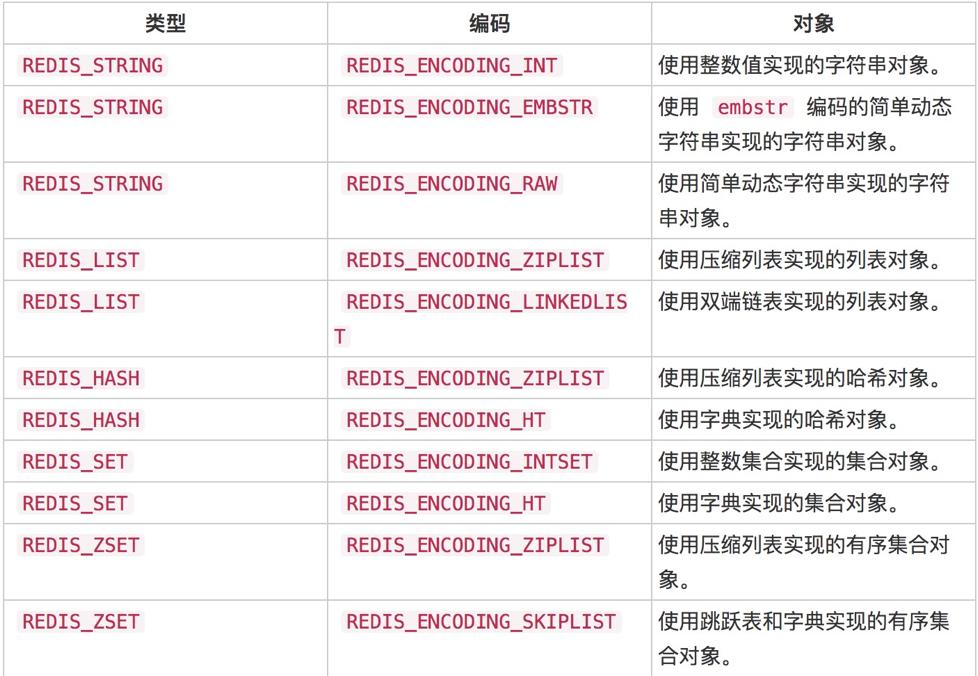 类型 编码 对象
REDIS_STRING REDIS_ENCODING_INT 使用整数值实现的字符串对象。
REDIS_STRING REDIS_ENCODING_EMBSTR 使用 embstr 编码的简单动态
字符串实现的字符串对象。
REDIS_STRING REDIS_ENCODING_RAW 使用简单动态字符串实现的字符
串对象。
REDIS_LIST REDIS_ENCODING_ZIPLIST 使用压缩列表实现的列表对象。
REDIS_LIST REDIS_ENCODING_LINKEDLIS 使用双端链表实现的列表对象。
T
REDIS_HASH REDIS_ENCODING_ZIPLIST 使用压缩列表实现的哈希对象。
REDIS_HASH REDIS_ENCODING_HT 使用字典实现的哈希对象。
REDIS_SET REDIS_ENCODING_INTSET 使用整数集合实现的集合对象。
REDIS_SET REDIS_ENCODING_HT 使用字典实现的集合对象。
REDIS_ZSET REDIS_ENCODING_ZIPLIST 使用压缩列表实现的有序集合对
象。
REDIS_ZSET REDIS_ENCODING_SKIPLIST 使用跳跃表和字典实现的有序集
合对象。